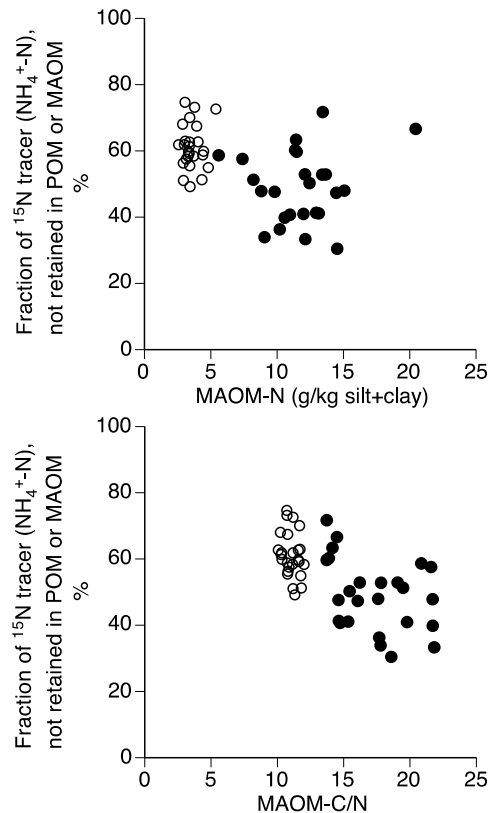 Fraction of ¹⁵N tracer (NH₄⁺-N),
not retained in POM or MAOM
%
100
80
60
40
20
0
0 5 10 15 20 25
MAOM-N (g/kg silt+clay)
Fraction of ¹⁵N tracer (NH₄⁺-N),
not retained in POM or MAOM
%
100
80
60
40
20
0
0 5 10 15 20 25
MAOM-C/N